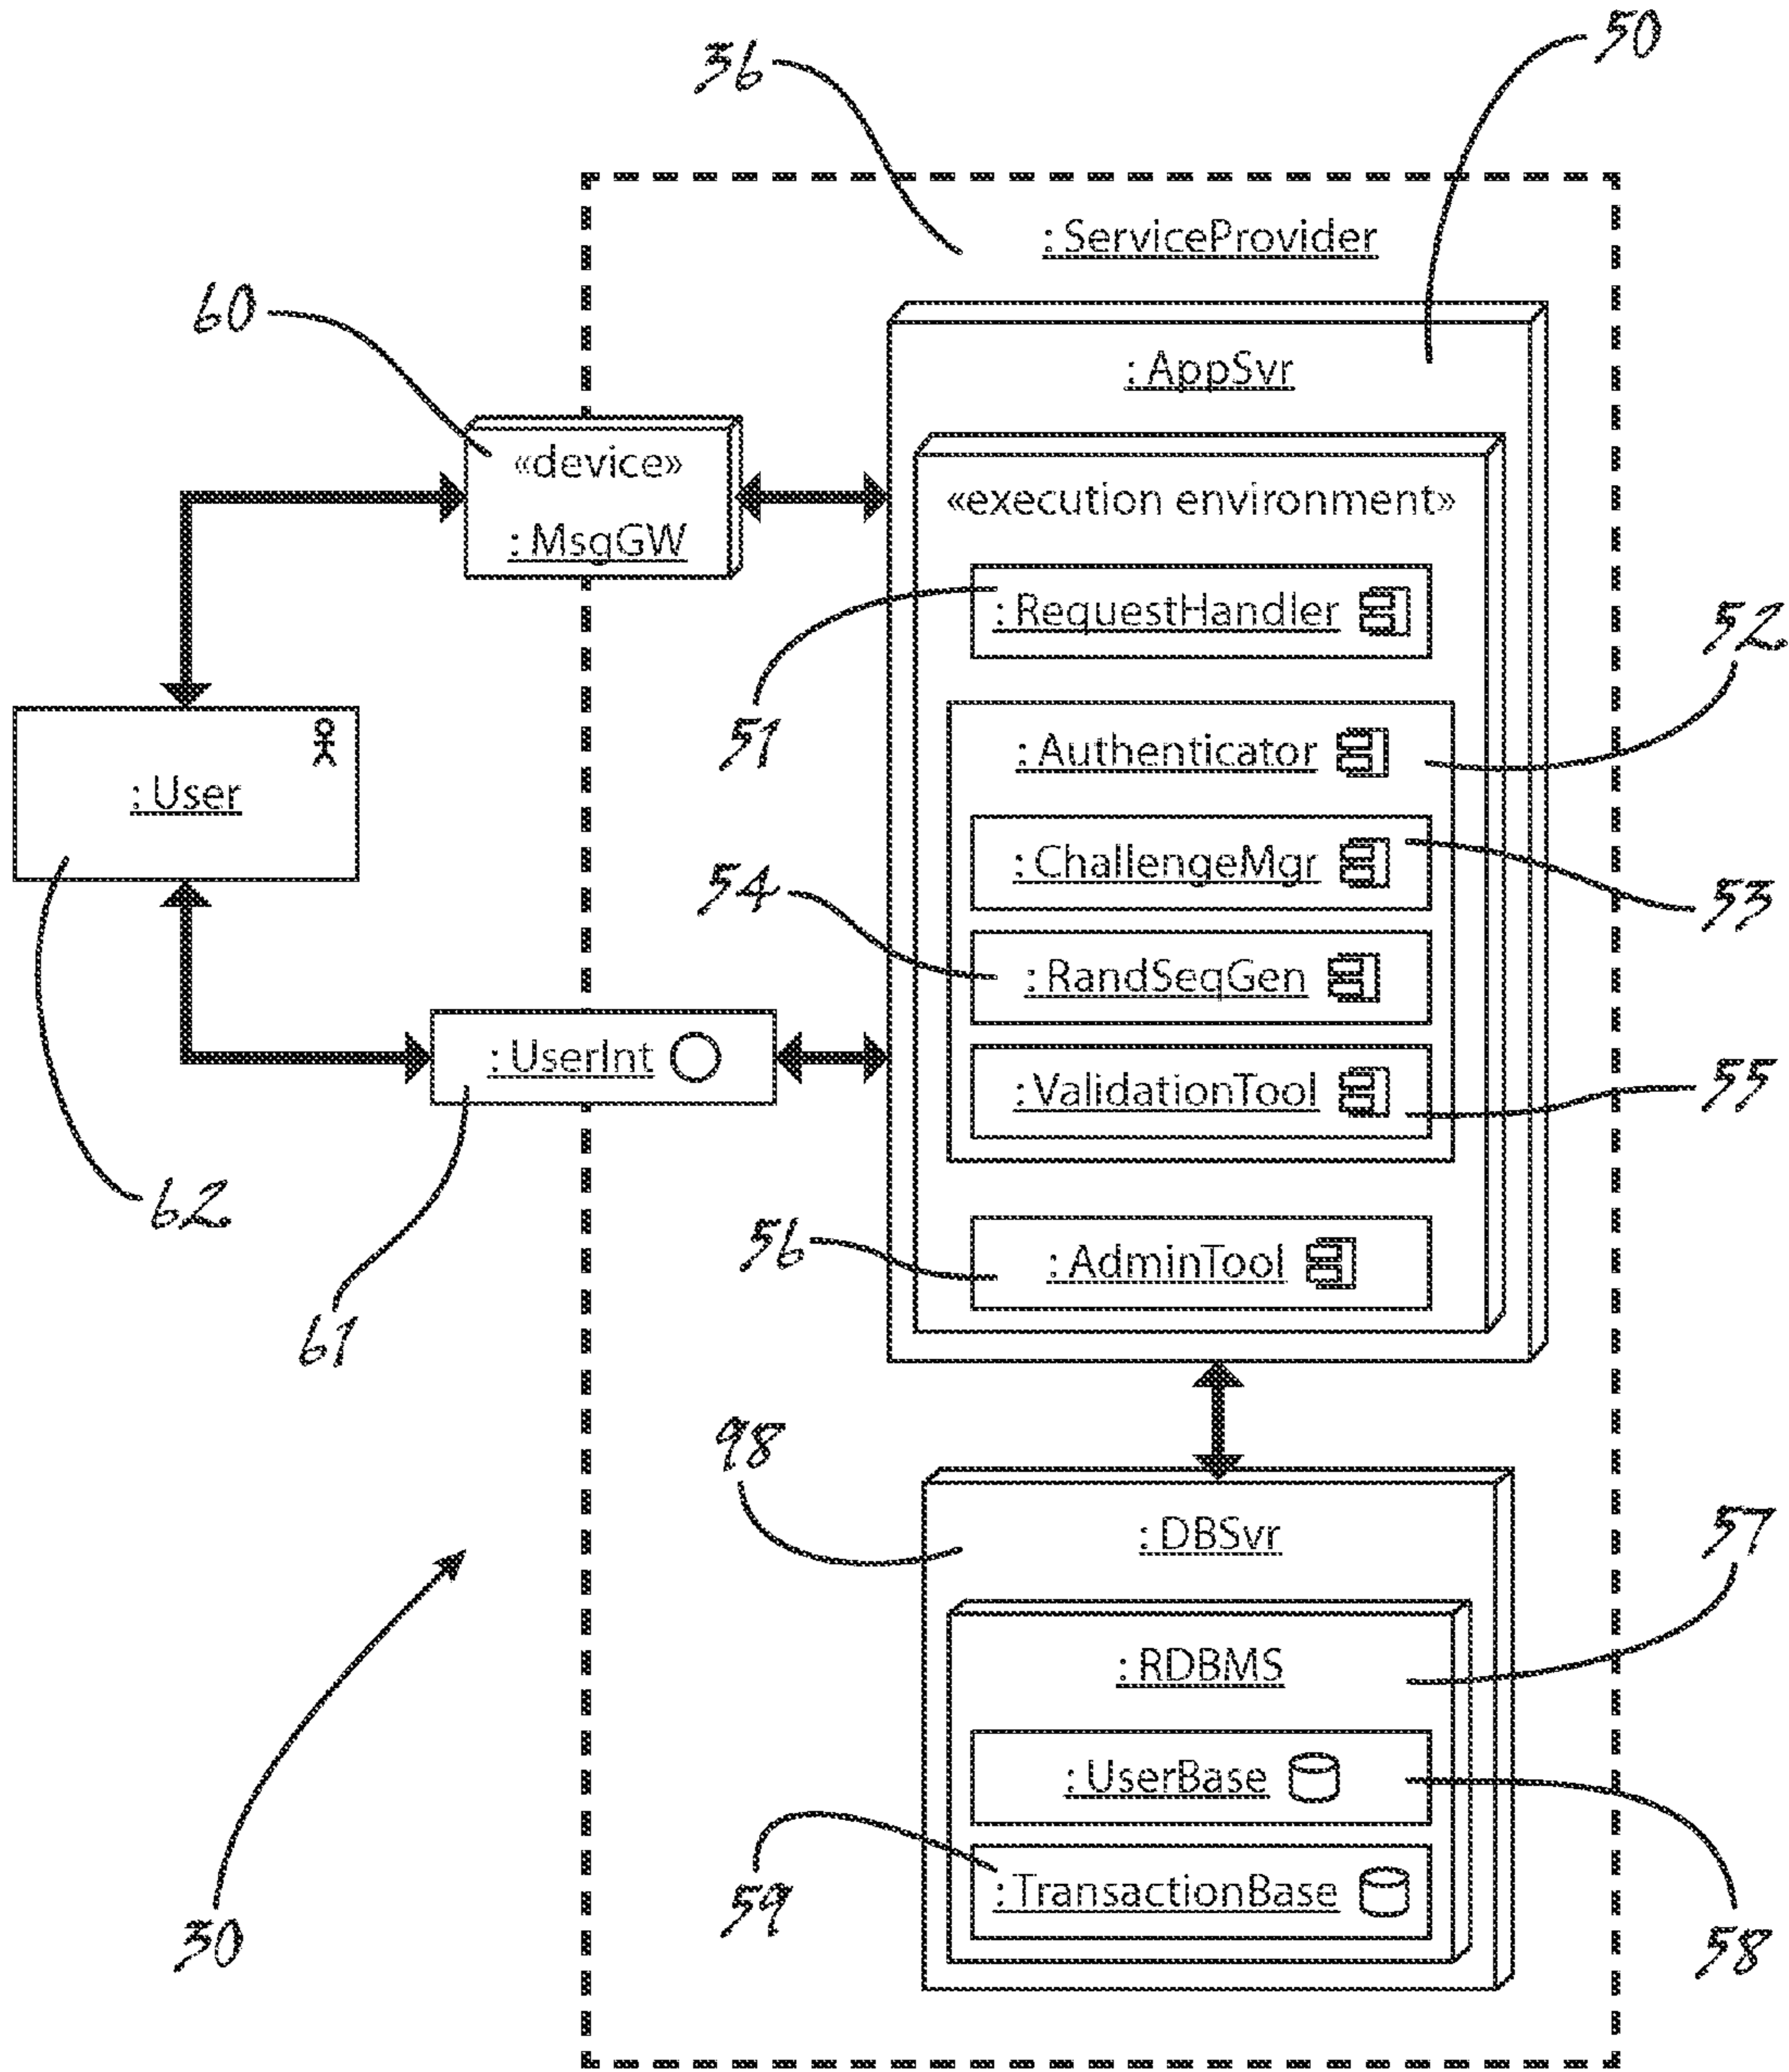 50
36
: ServiceProvider
60
: AppSvr
«device»
: MsgGW
«execution environment»
: RequestHandler
52
51
: Authenticator
: User
: ChallengeMgr
54
53
: RandSeqGen
: UserInt
: ValidationTool
55
62
56
: AdminTool
61
98
: DBSvr
57
: RDBMS
: UserBase
59
: TransactionBase
30
58